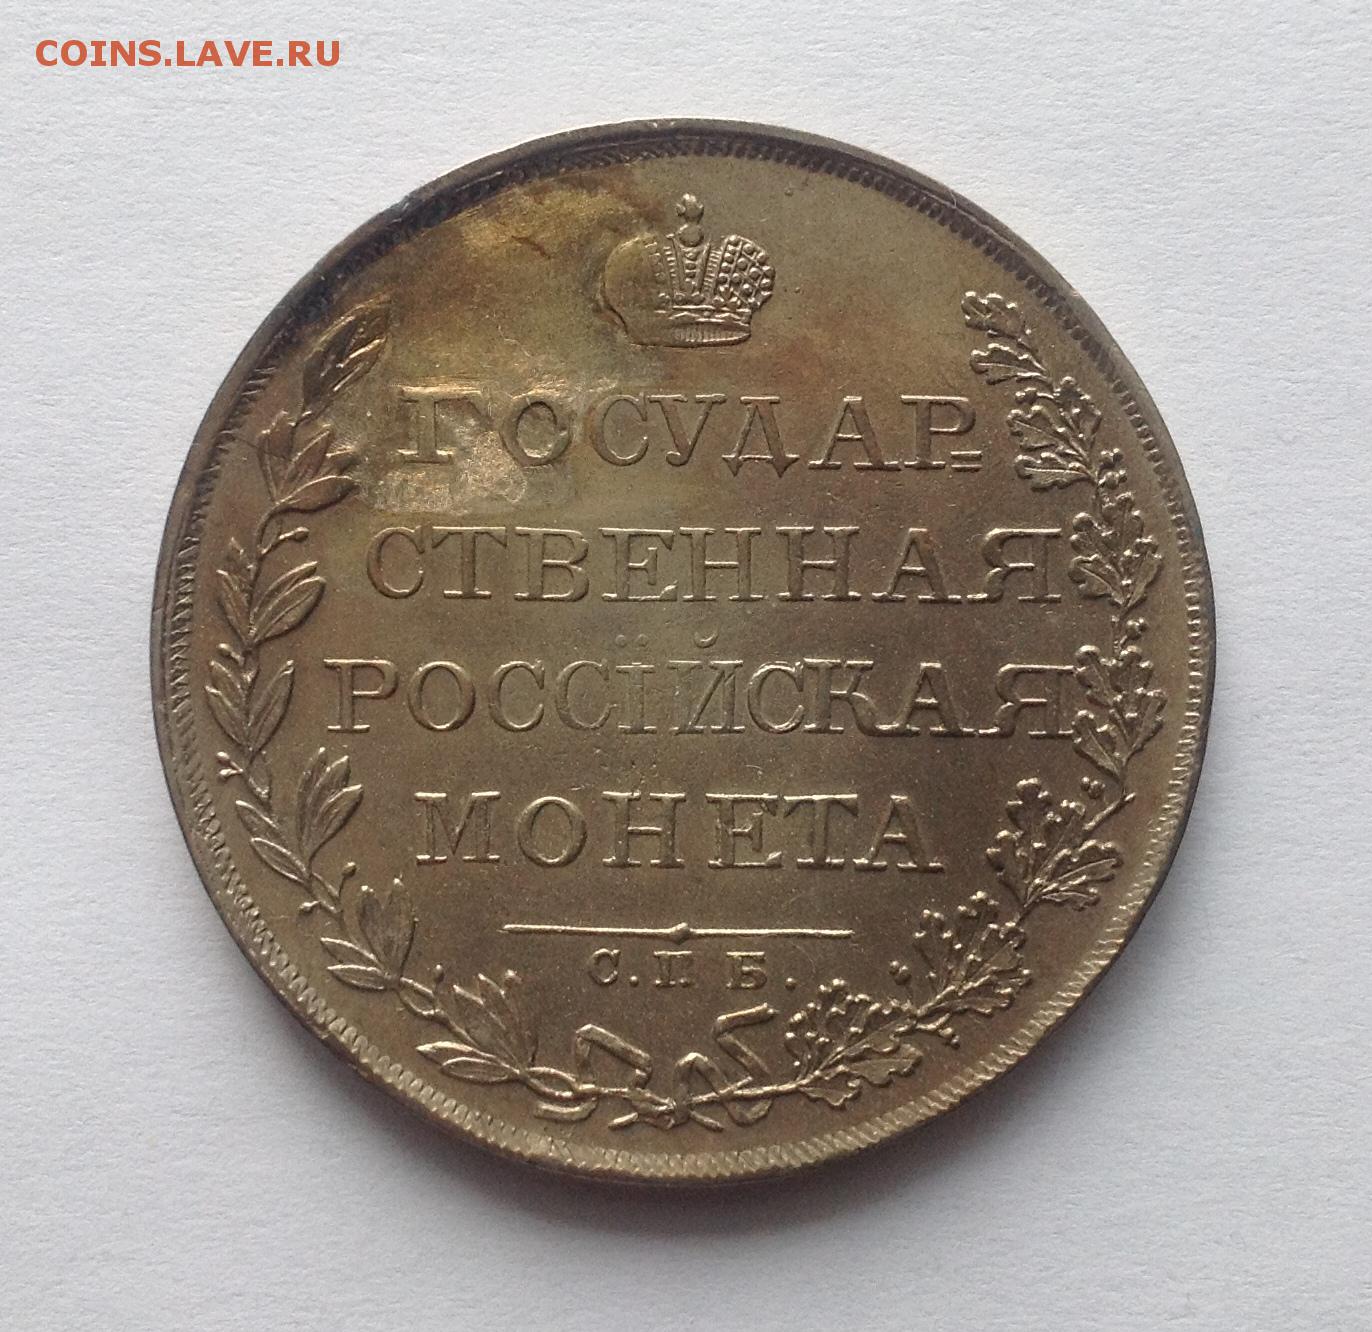 COINS.LAVE.RU
ГОСУДАР=
СТВЕННАЯ
РОССІЙСКАЯ
МОНЕТА
С.П Б.